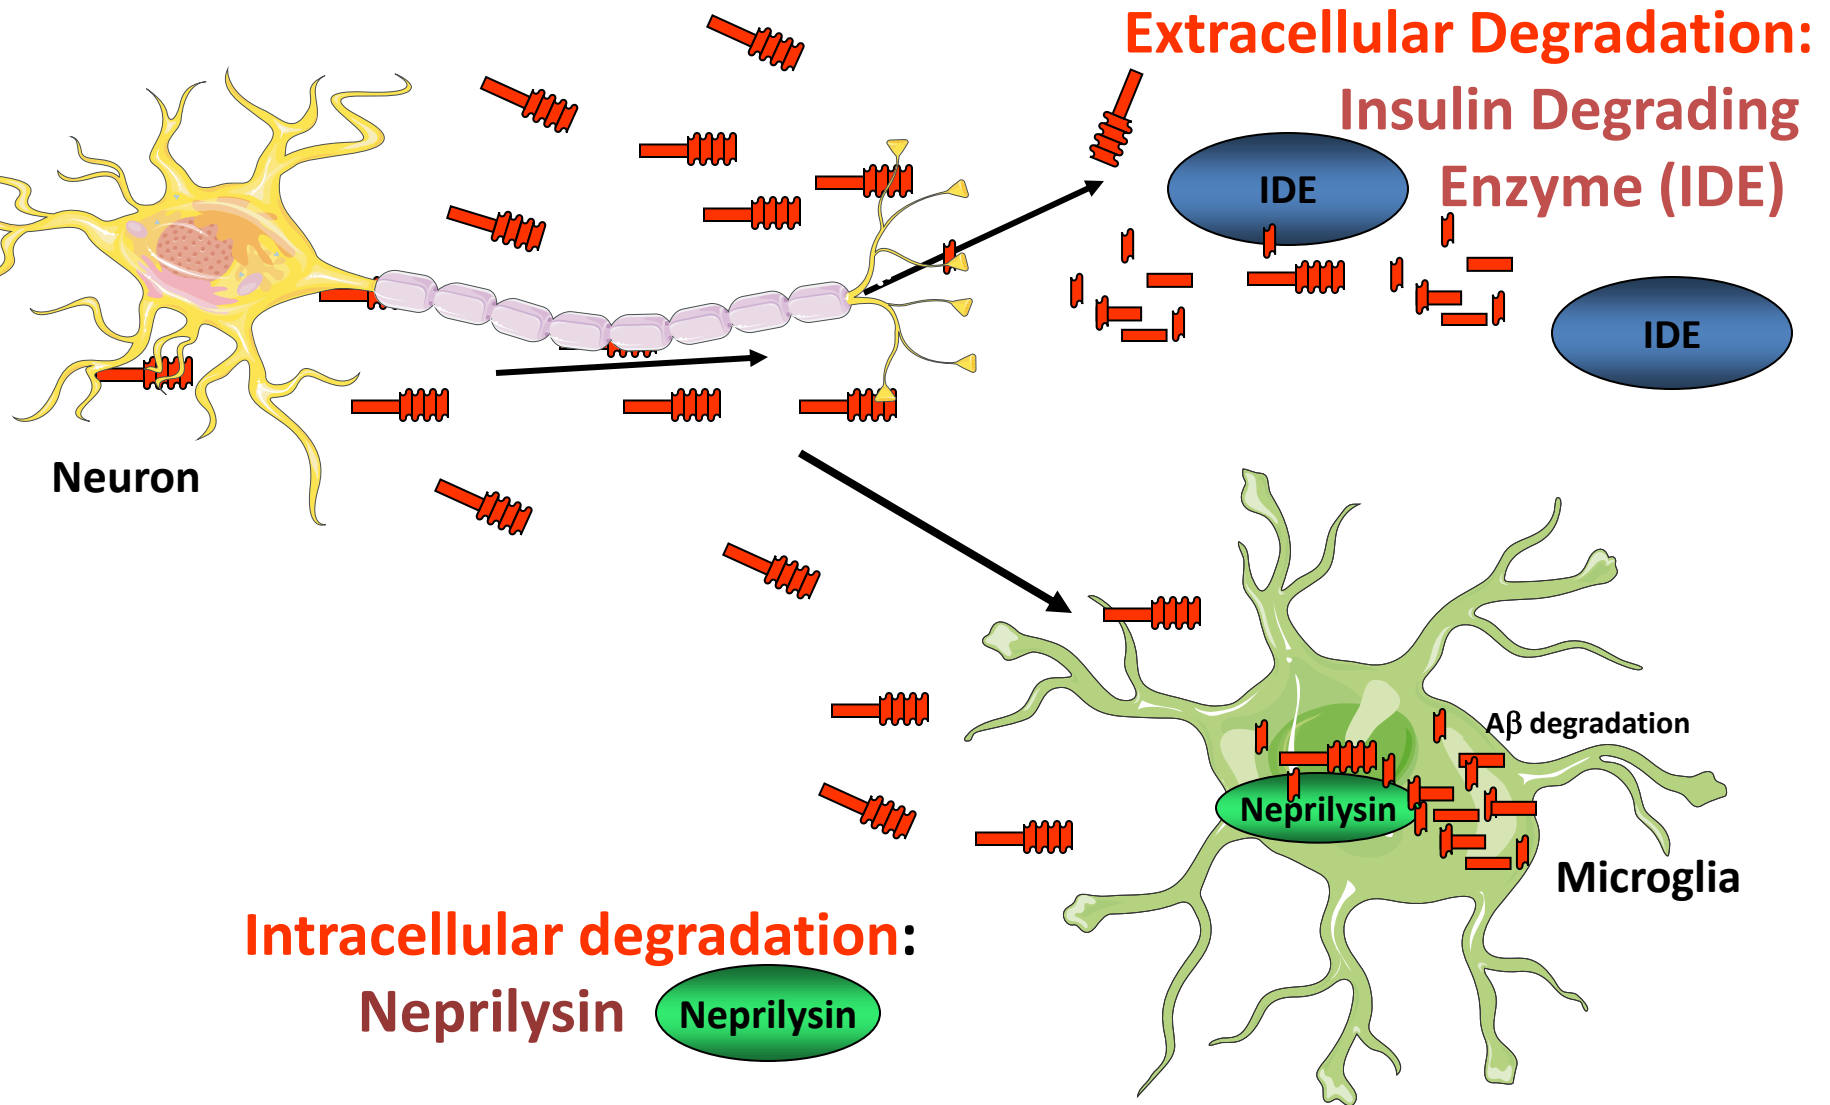 Extracellular Degradation:
Insulin Degrading
Enzyme (IDE)
IDE
IDE
Neuron
Aβ degradation
Neprilysin
Microglia
Intracellular degradation:
Neprilysin
Neprilysin